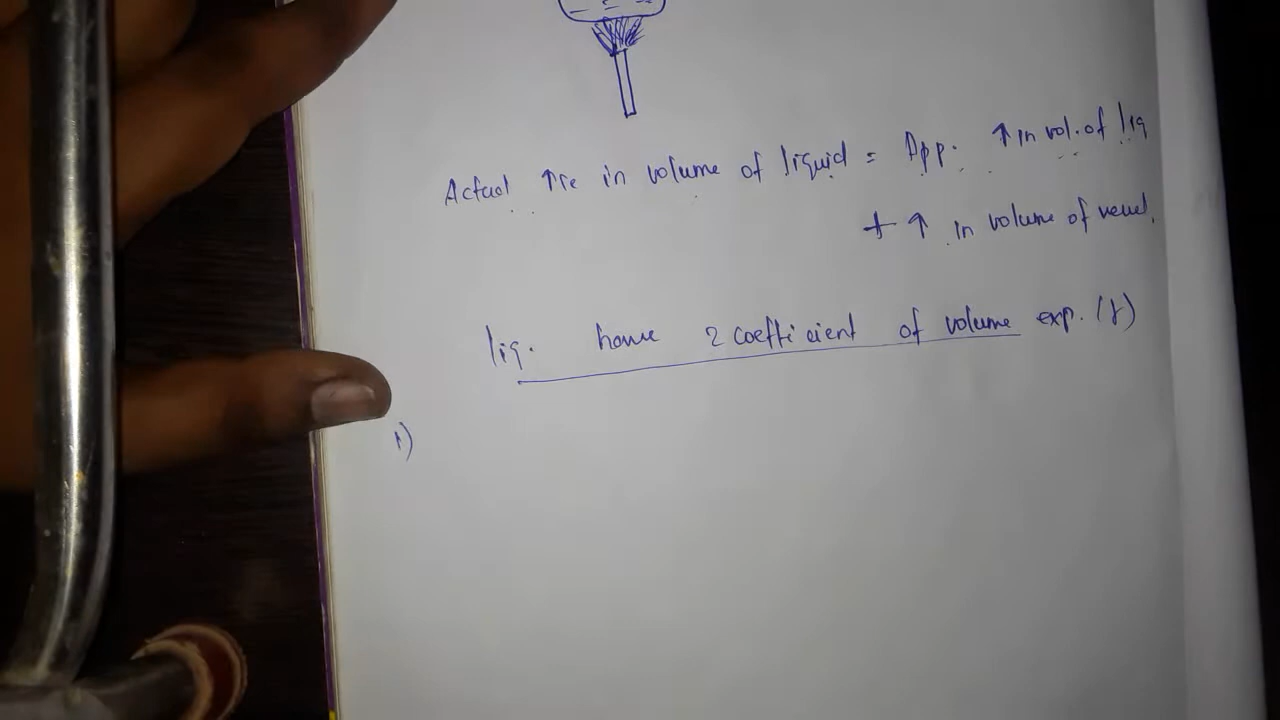 Actual ↑se in volume of liquid = App. ↑ in vol. of liq
+ ↑ in volume of vessel.
liq. have 2 coefficient of volume exp. (γ)
1)